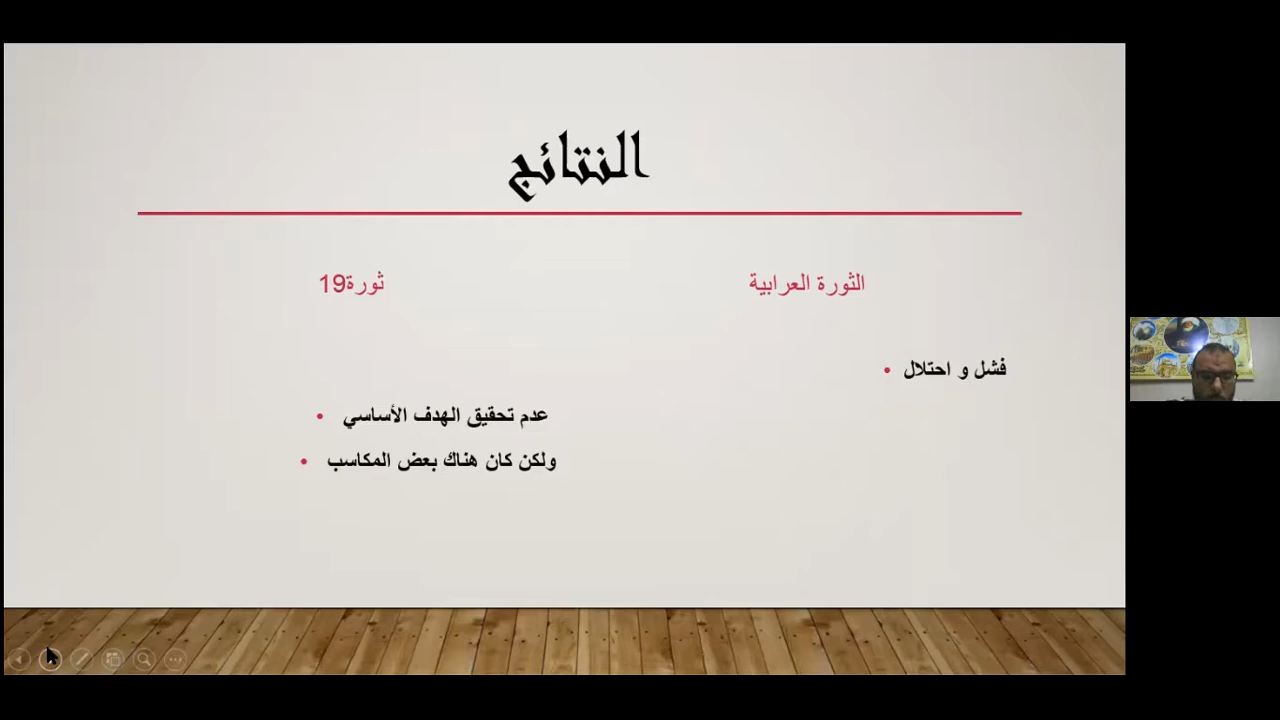 النتائج
الثورة العرابية
فشل و احتلال
ثورة19
عدم تحقيق الهدف الأساسي
ولكن كان هناك بعض المكاسب